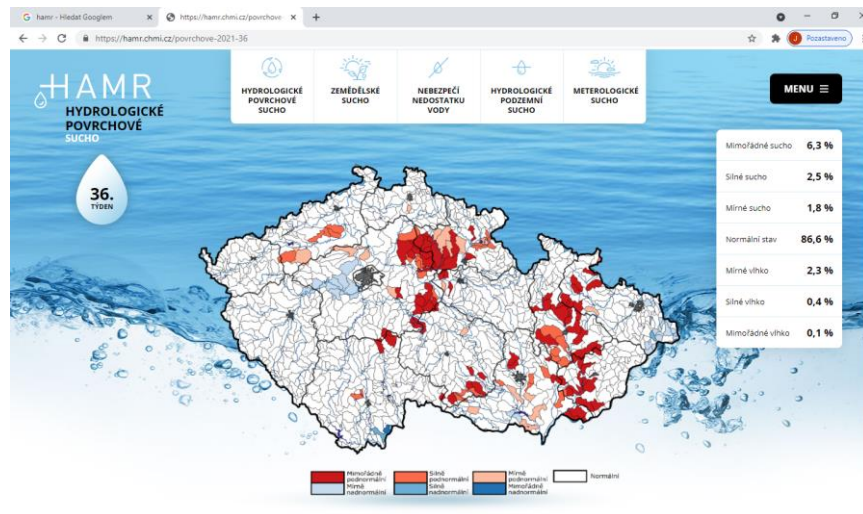 hamr - Hledat Googlem
https://hamr.chmi.cz/povrchove
https://hamr.chmi.cz/povrchove-2021-36
J Pozastaveno
HAMR
HYDROLOGICKÉ
POVRCHOVÉ
SUCHO
36.
TÝDEN
HYDROLOGICKÉ
POVRCHOVÉ
SUCHO
ZEMĚDĚLSKÉ
SUCHO
NEBEZPEČÍ
NEDOSTATKU
VODY
HYDROLOGICKÉ
PODZEMNÍ
SUCHO
METEROLOGICKÉ
SUCHO
MENU
Mimořádné sucho 6,3 %
Silné sucho 2,5 %
Mírné sucho 1,8 %
Normální stav 86,6 %
Mírné vlhko 2,3 %
Silné vlhko 0,4 %
Mimořádné vlhko 0,1 %
Mimořádně
podnormální
Silně
podnormální
Mírně
podnormální
Normální
Mírně
nadnormální
Silně
nadnormální
Mimořádně
nadnormální